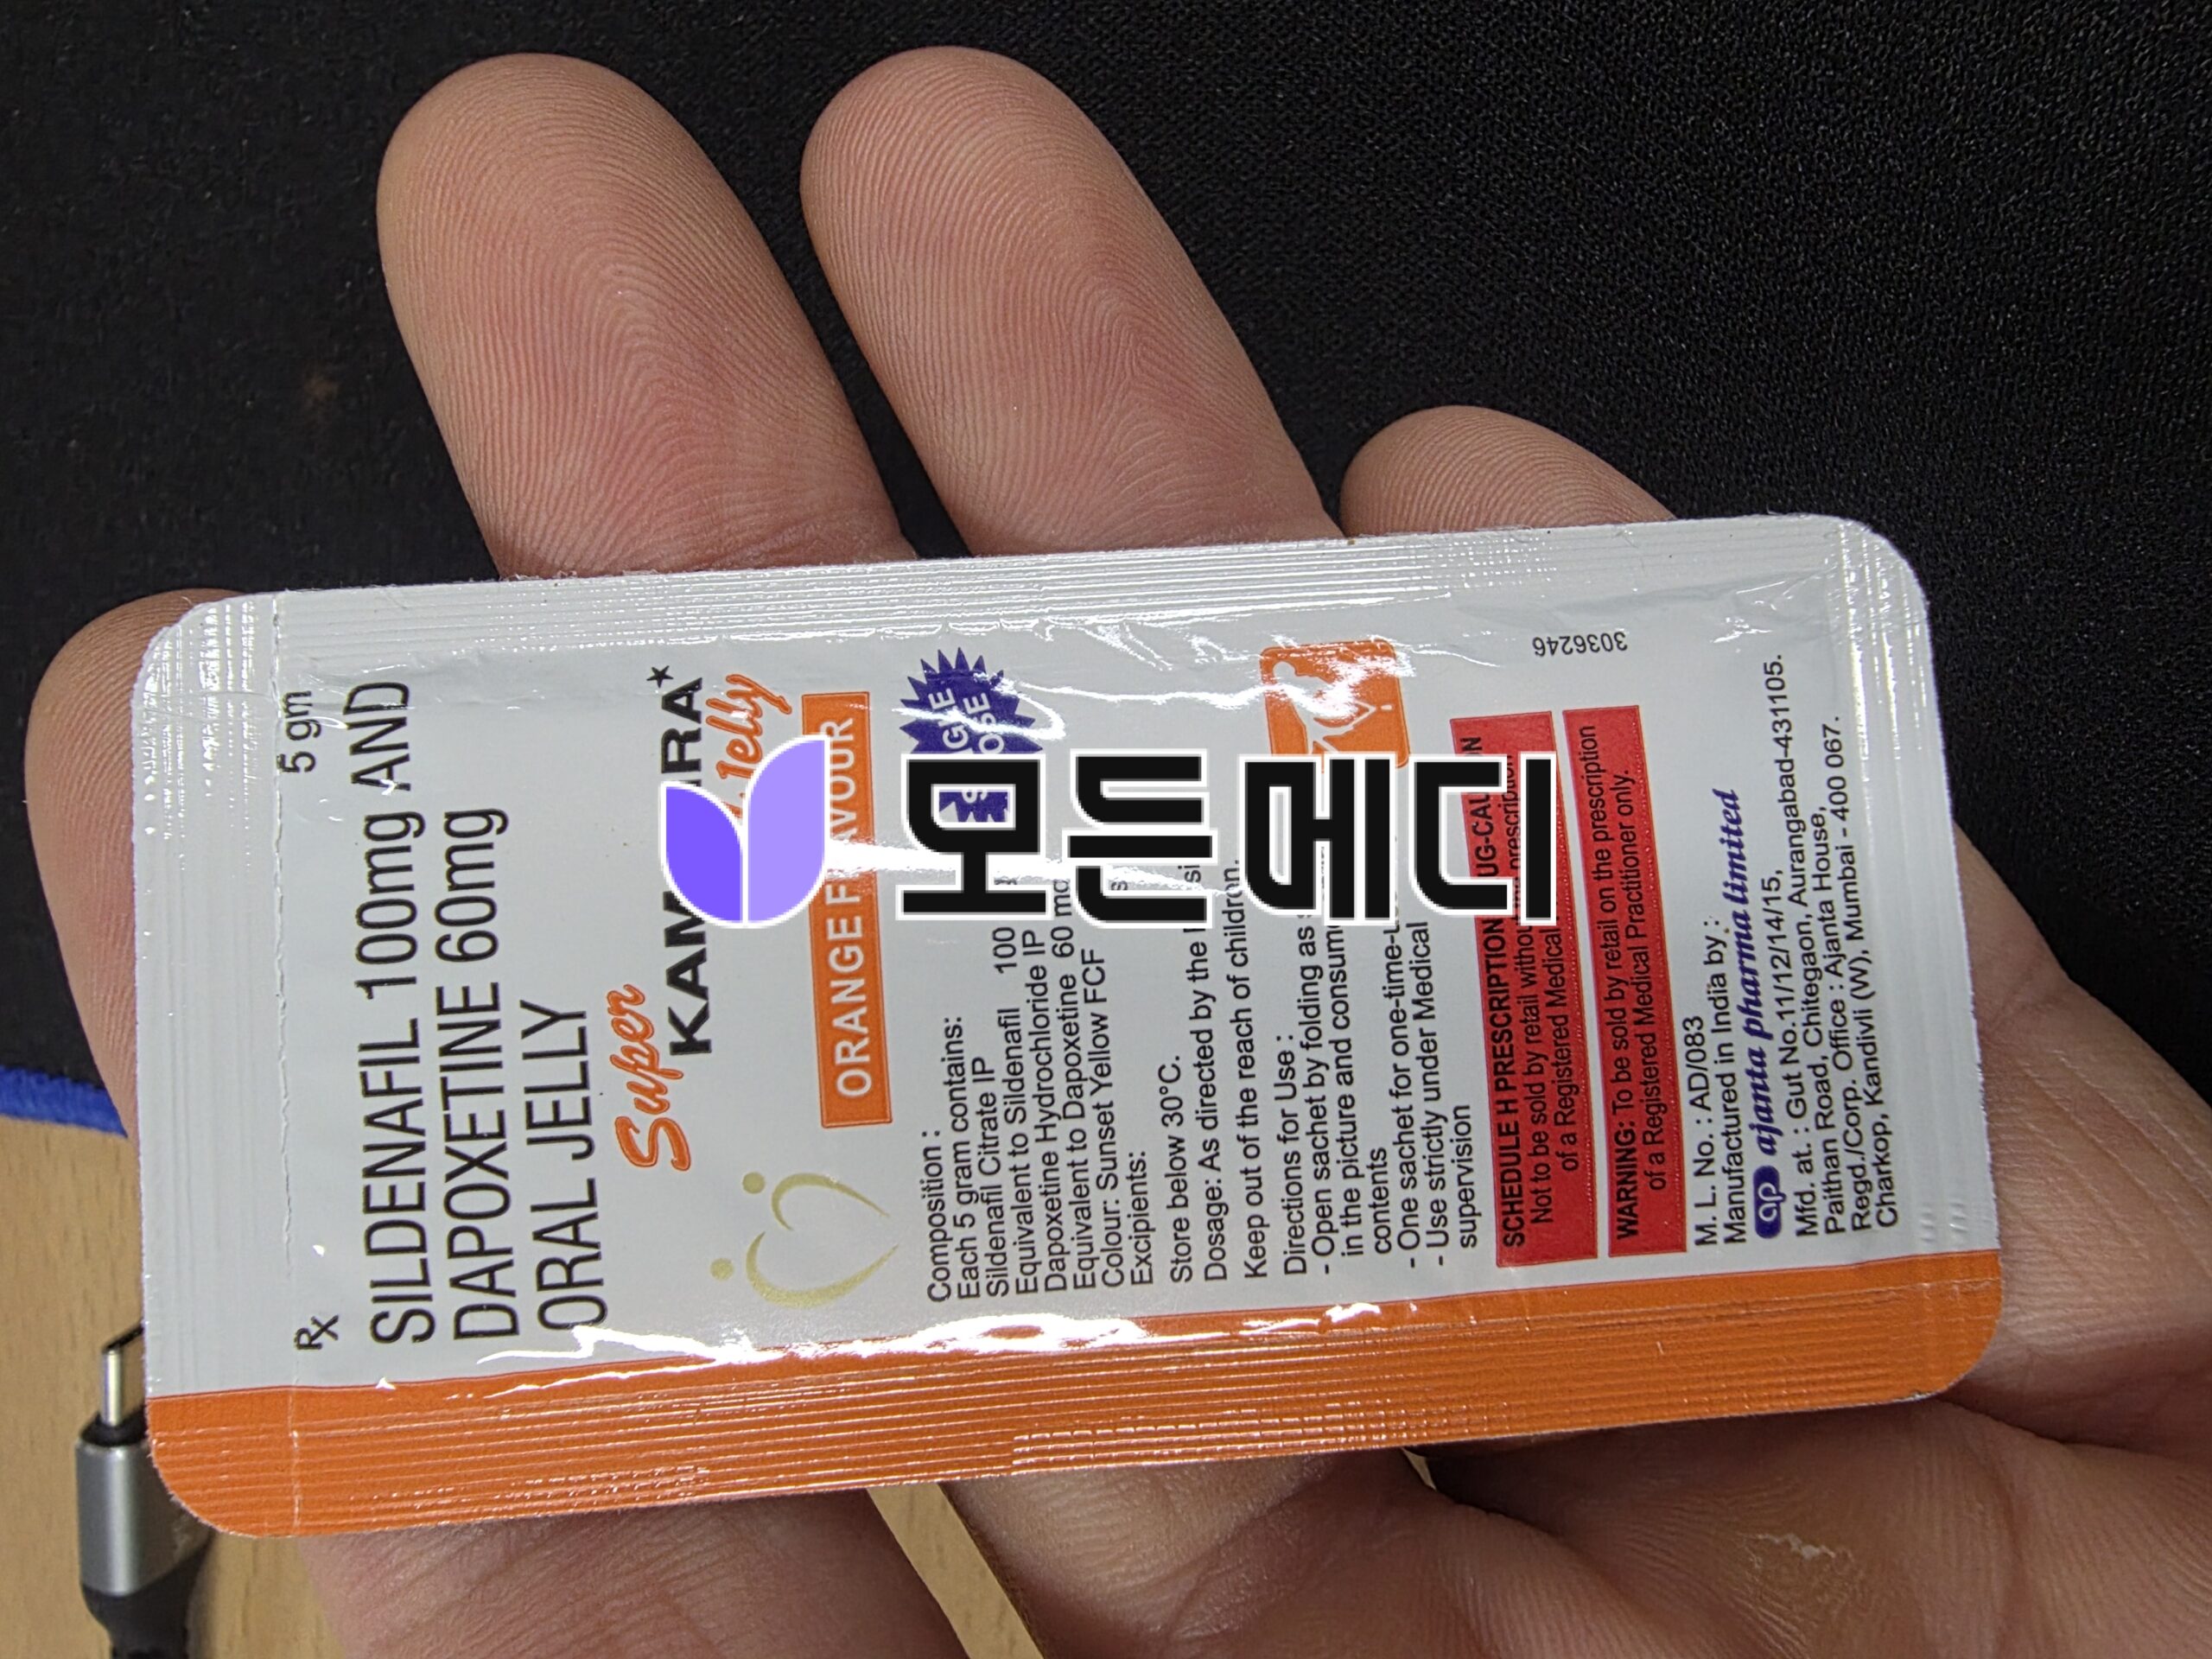 Rx 5 gm
SILDENAFIL 100mg AND
DAPOXETINE 60mg
ORAL JELLY
Super
Jelly
ORANGE
모든메디
Composition :
Each 5 gram contains:
Sildenafil Citrate IP
Equivalent to Sildenafil 100
Dapoxetine Hydrochloride IP
Equivalent to Dapoxetine 60
Colour: Sunset Yellow FCF
Excipients:
Store below 30°C.
Dosage: As directed by the
Keep out of the reach of children.
Directions for Use :
- Open sachet by folding as
in the picture and consume
contents
- One sachet for one-time-
- Use strictly under Medical
supervision
SCHEDULE H PRESCRIPTION
Not to be sold by retail without prescription
of a Registered Medical
WARNING: To be sold by retail on the prescription
of a Registered Medical Practitioner only.
3036246
M. L. No. : AD/083
Manufactured in India by :
ap ajanta pharma limited
Mfd. at. : Gut No.11/12/14/15,
Paithan Road, Chitegaon, Aurangabad-431105.
Regd./Corp. Office : Ajanta House,
Charkop, Kandivli (W), Mumbai - 400 067.